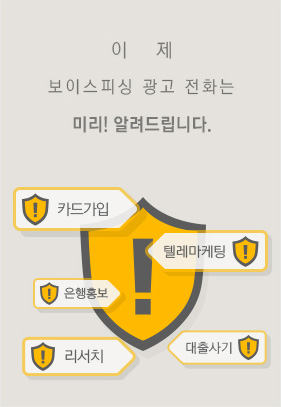 이 제
보이스피싱 광고 전화는
미리! 알려드립니다.
! 카드가입
텔레마케팅 !
! 은행홍보
!
! 리서치
대출사기 !